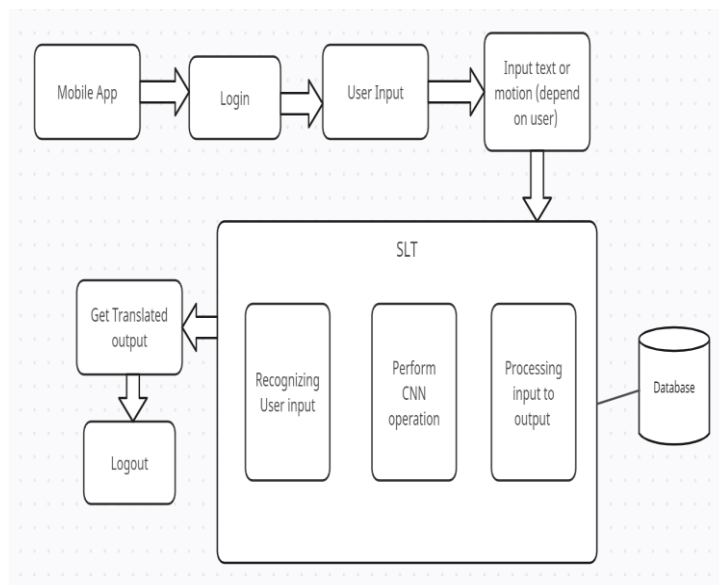 Mobile App
Login
User Input
Input text or
motion (depend
on user)
SLT
Get Translated
output
Recognizing
User input
Perform
CNN
operation
Processing
input to
output
Database
Logout